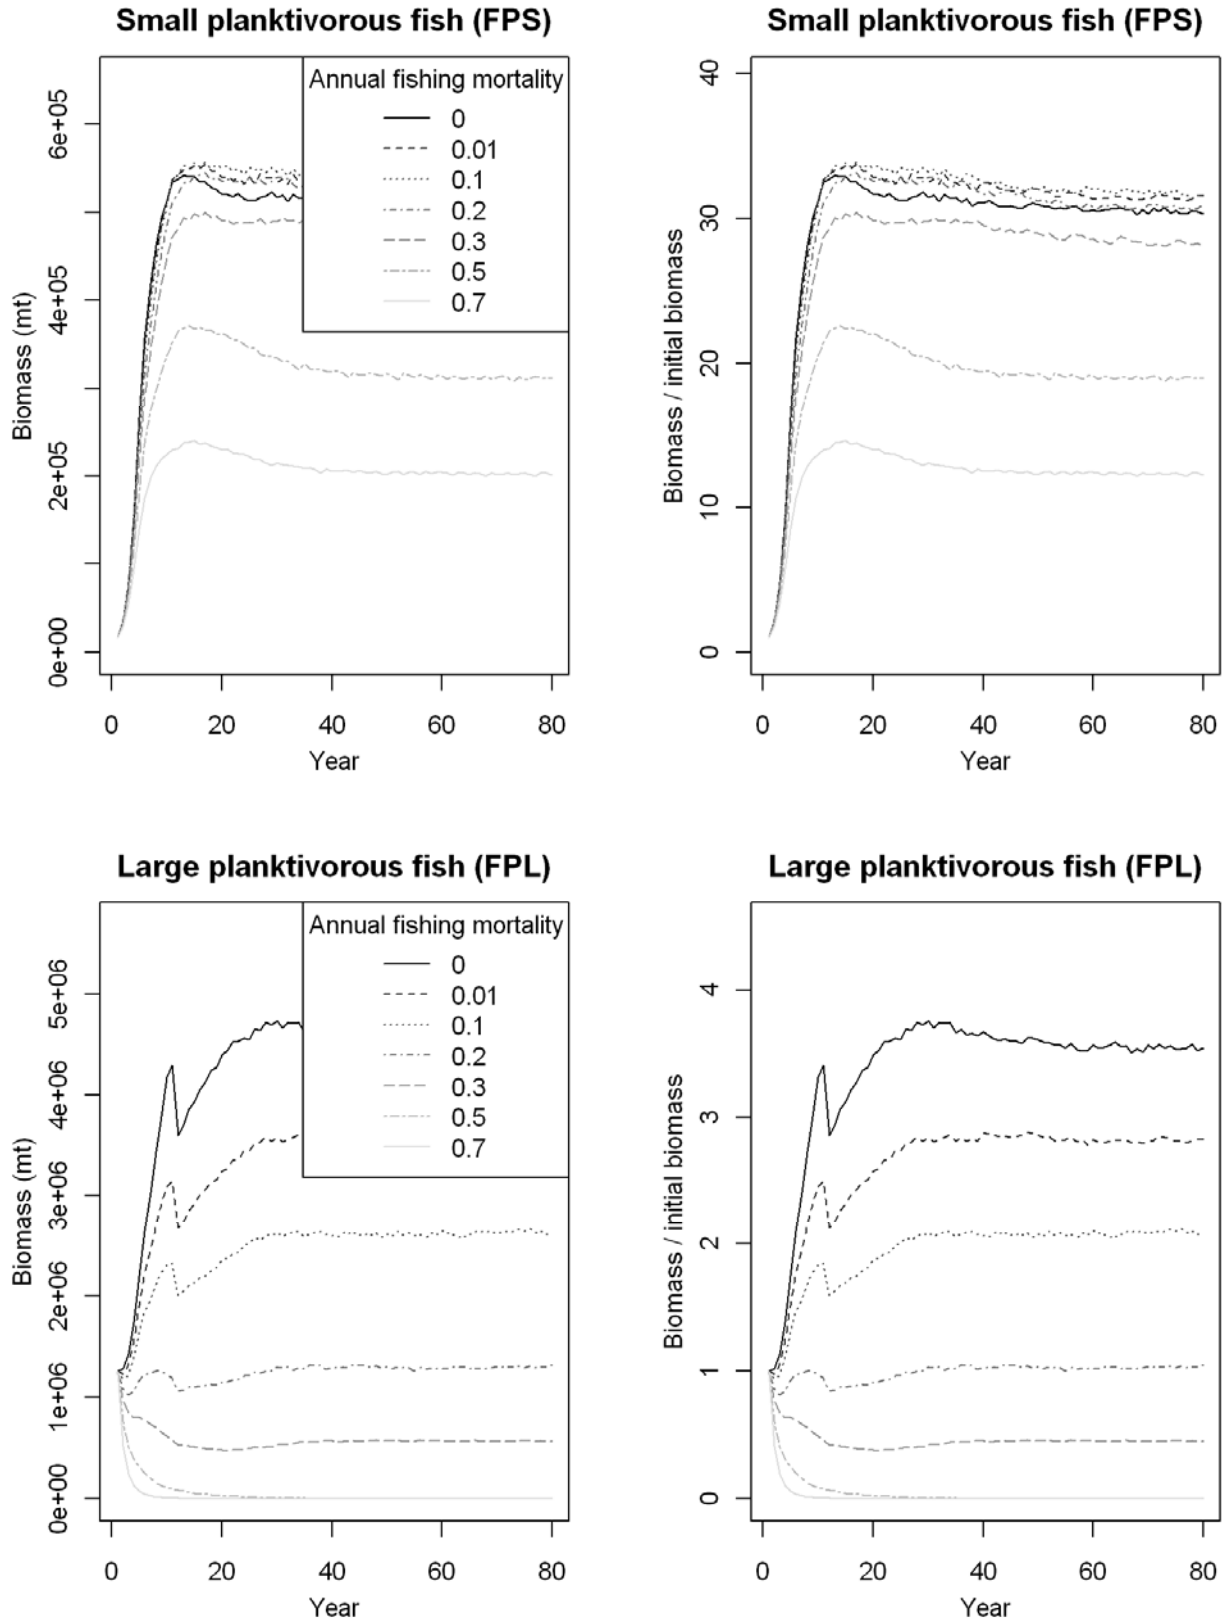 Small planktivorous fish (FPS)
Biomass (mt)
0e+00
2e+05
4e+05
6e+05
Annual fishing mortality
0
0.01
0.1
0.2
0.3
0.5
0.7
0 20 40 60 80
Year
Small planktivorous fish (FPS)
Biomass / initial biomass
0
10
20
30
40
0 20 40 60 80
Year
Large planktivorous fish (FPL)
Biomass (mt)
0e+00
1e+06
2e+06
3e+06
4e+06
5e+06
Annual fishing mortality
0
0.01
0.1
0.2
0.3
0.5
0.7
0 20 40 60 80
Year
Large planktivorous fish (FPL)
Biomass / initial biomass
0
1
2
3
4
0 20 40 60 80
Year